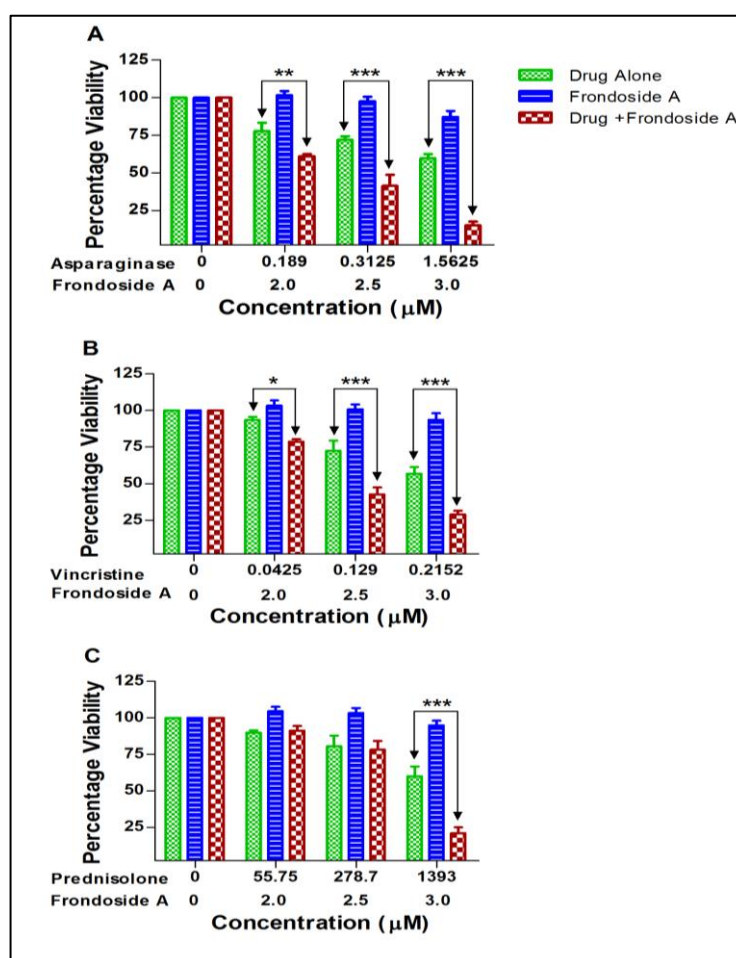 A
Drug Alone
Frondoside A
Drug +Frondoside A
Percentage Viability
125
100
75
50
25
** *** ***
Asparaginase 0 0.189 0.3125 1.5625
Frondoside A 0 2.0 2.5 3.0
Concentration (μM)
B
Percentage Viability
125
100
75
50
25
* *** ***
Vincristine 0 0.0425 0.129 0.2152
Frondoside A 0 2.0 2.5 3.0
Concentration (μM)
C
Percentage Viability
125
100
75
50
25
***
Prednisolone 0 55.75 278.7 1393
Frondoside A 0 2.0 2.5 3.0
Concentration (μM)